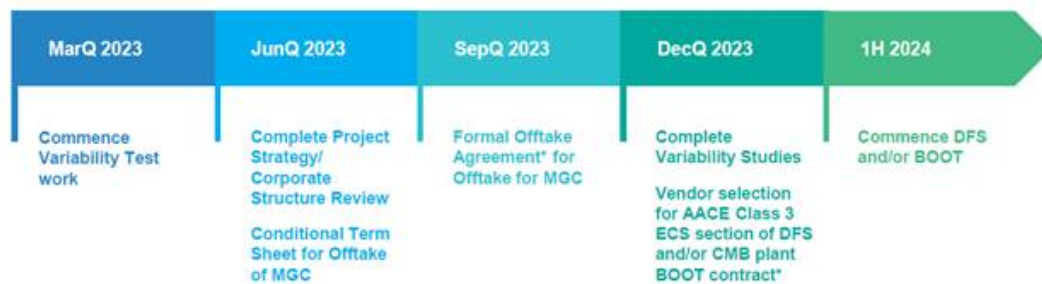 MarQ 2023
JunQ 2023
SepQ 2023
DecQ 2023
1H 2024
Commence
Variability Test
work
Complete Project
Strategy/
Corporate
Structure Review
Conditional Term
Sheet for Offtake
of MGC
Formal Offtake
Agreement* for
Offtake for MGC
Complete
Variability Studies
Vendor selection
for AACE Class 3
ECS section of DFS
and/or CMB plant
BOOT contract*
Commence DFS
and/or BOOT